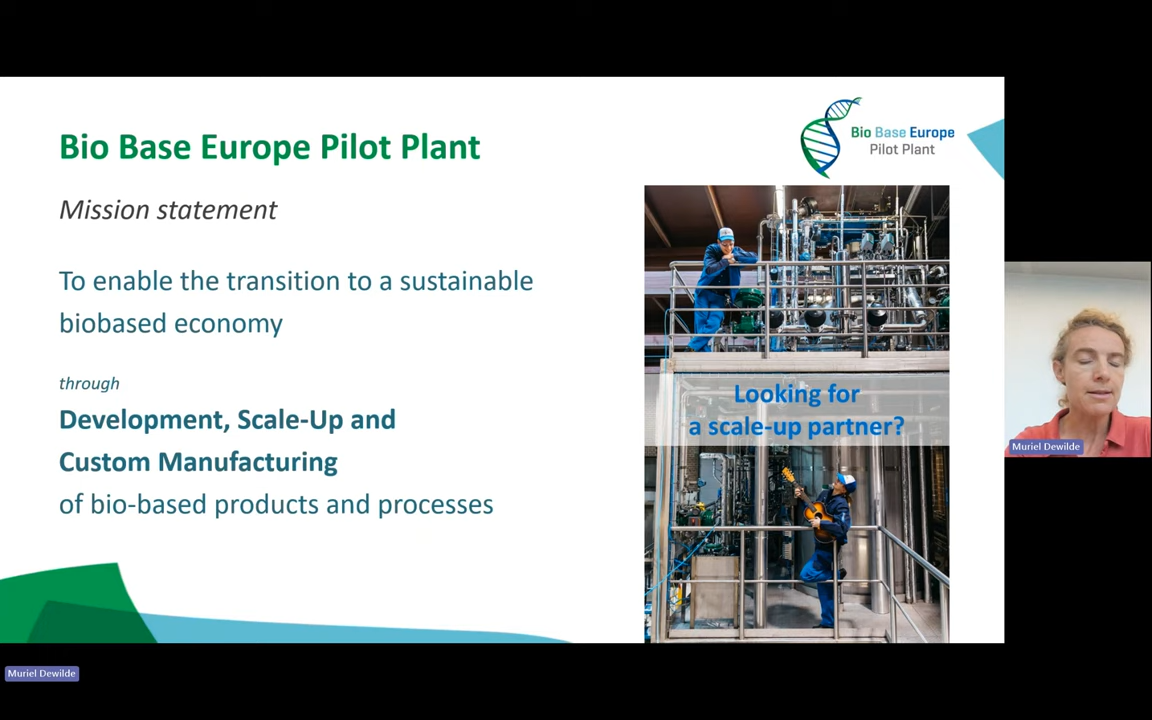 Bio Base Europe Pilot Plant
Mission statement
To enable the transition to a sustainable
biobased economy
through
Development, Scale-Up and
Custom Manufacturing
of bio-based products and processes
Bio Base Europe
Pilot Plant
Looking for
a scale-up partner?
Muriel Dewilde
Muriel Dewilde